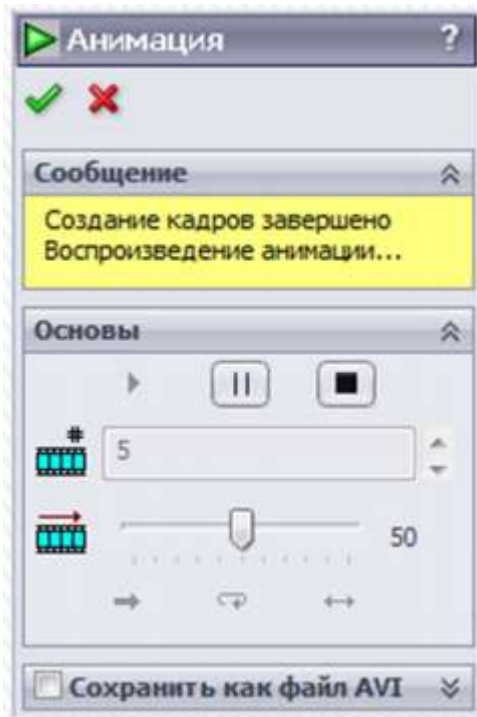 Анимация ?
Сообщение
Создание кадров завершено
Воспроизведение анимации...
Основы
#
5
50
Сохранить как файл AVI